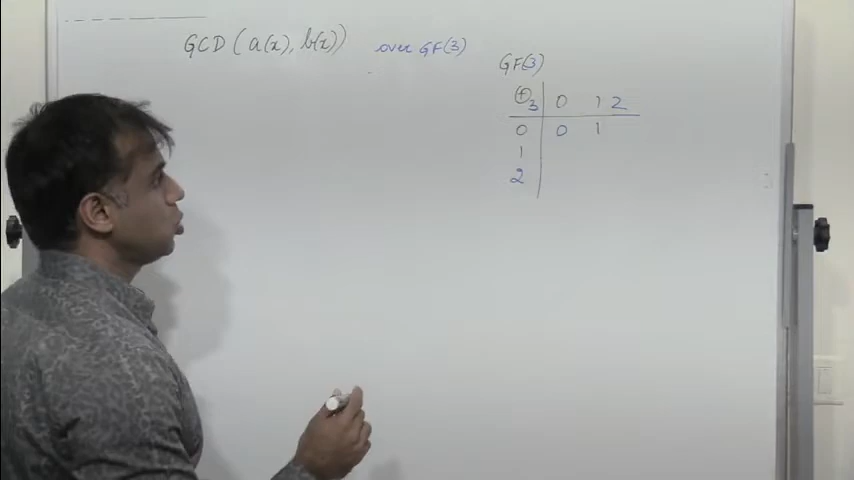 GCD (a(x), b(x)) over GF(3)
GF(3)
⊕3 0 1 2
0 0 1
1
2